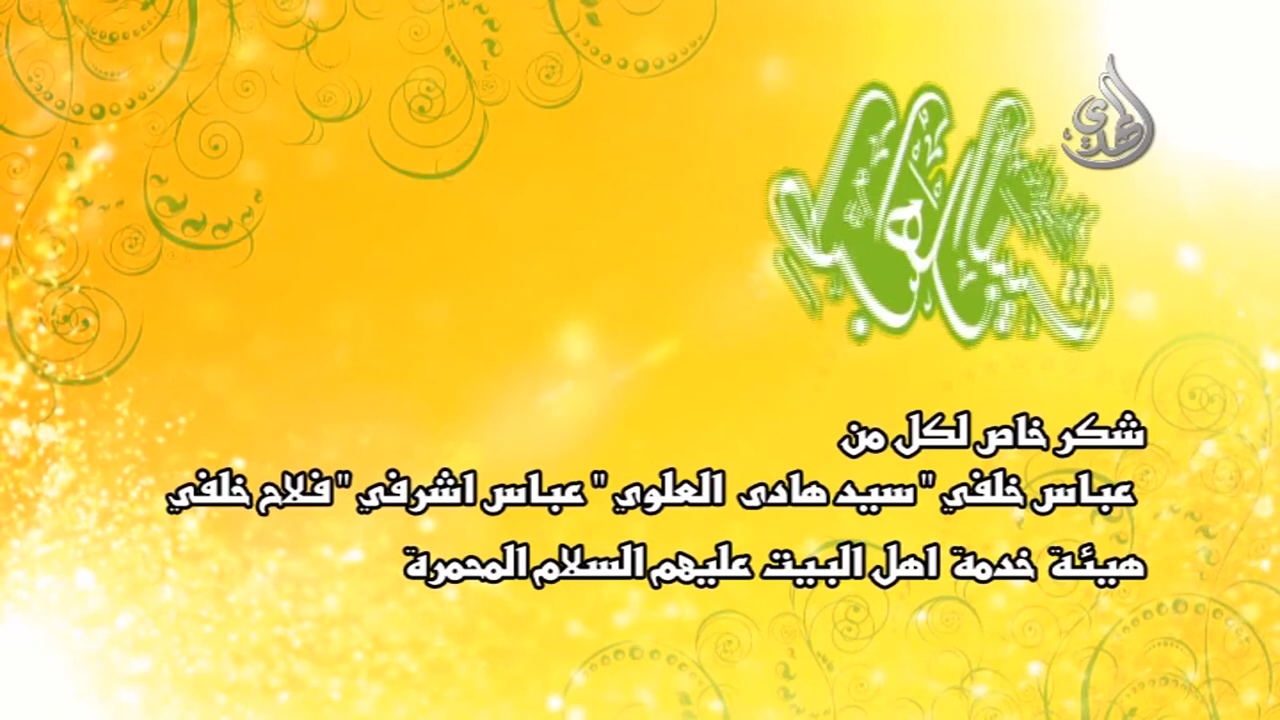 المهدي
شكر خاص لكل من
عباس خلفي " سيد هادى العلوي " عباس اشرفي " فلاح خلفي
هيئة خدمة اهل البيت عليهم السلام المحمرة